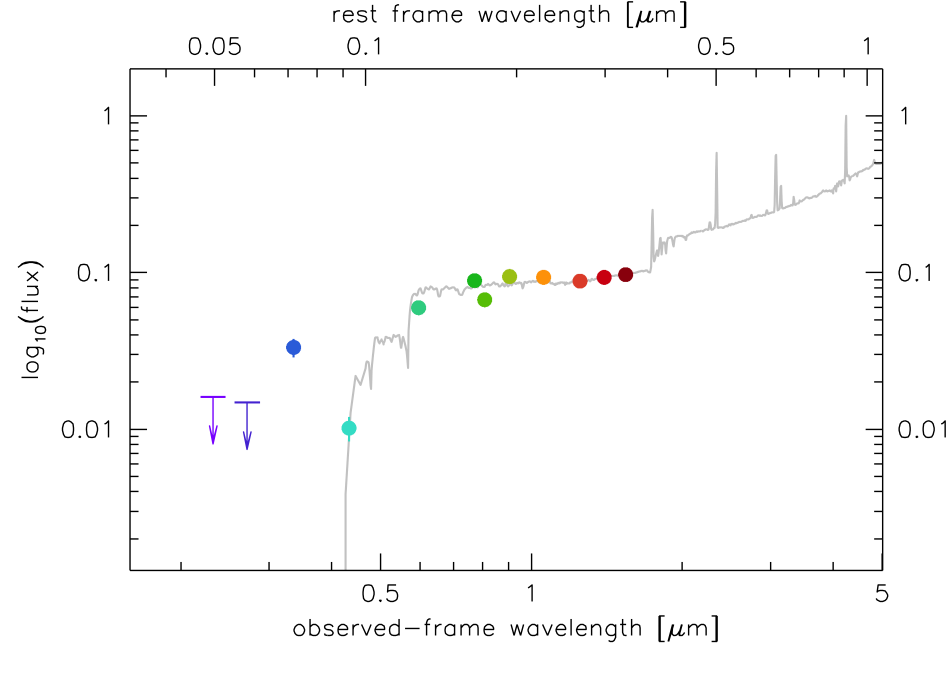 rest frame wavelength [μm]
0.05 0.1 0.5 1
1 1
0.1 0.1
0.01 0.01
log10(flux)
0.5 1 5
observed-frame wavelength [μm]